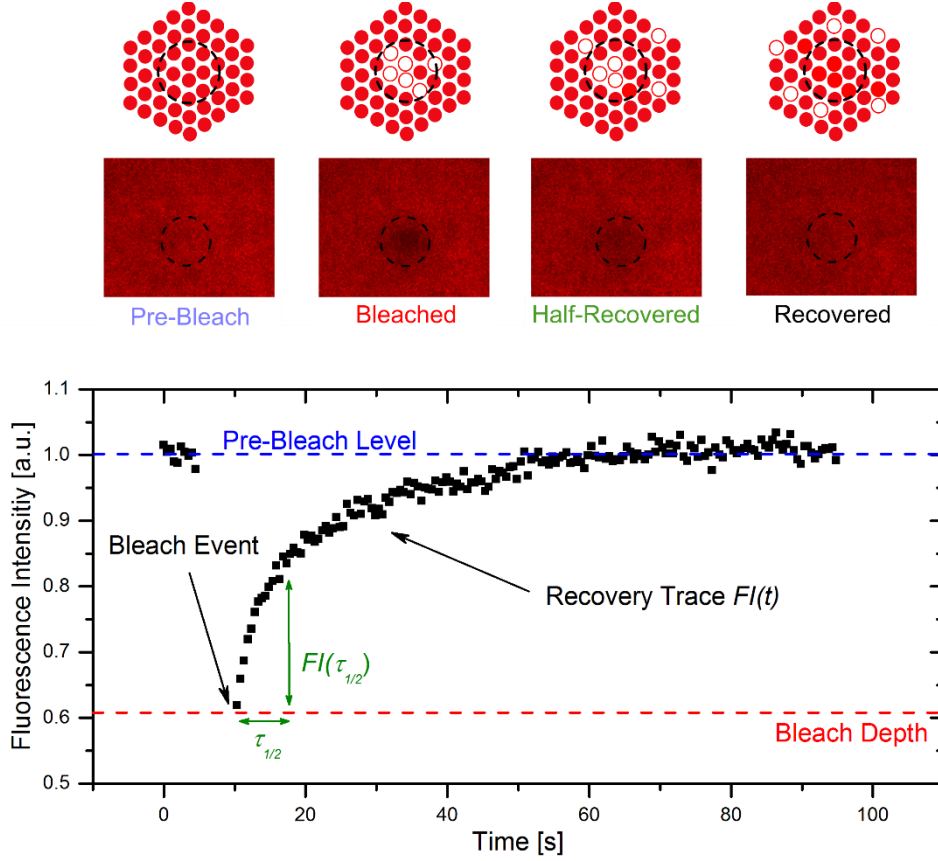 Pre-Bleach
Bleached
Half-Recovered
Recovered
1.1
1.0
0.9
0.8
0.7
0.6
0.5
Fluorescence Intensitiy [a.u.]
Pre-Bleach Level
Bleach Event
Recovery Trace FI(t)
FI(τ1/2)
τ1/2
Bleach Depth
0
20
40
60
80
100
Time [s]